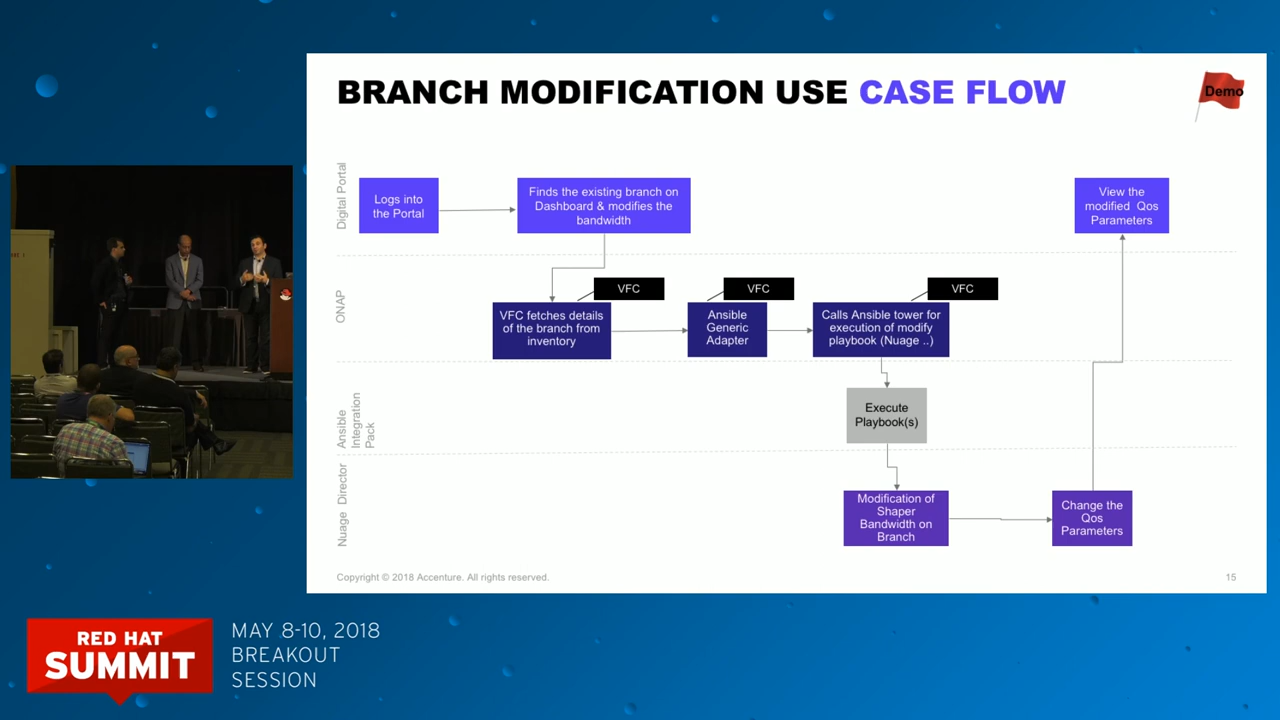 BRANCH MODIFICATION USE CASE FLOW
Demo
Digital Portal
Logs into
the Portal
Finds the existing branch on
Dashboard & modifies the
bandwidth
View the
modified Qos
Parameters
ONAP
VFC
VFC
VFC
VFC fetches details
of the branch from
inventory
Ansible
Generic
Adapter
Calls Ansible tower for
execution of modify
playbook (Nuage ..)
Ansible
Integration
Pack
Execute
Playbook(s)
Nuage Director
Modification of
Shaper
Bandwidth on
Branch
Change the
Qos
Parameters
Copyright © 2018 Accenture. All rights reserved.
15
RED HAT
SUMMIT
MAY 8-10, 2018
BREAKOUT
SESSION